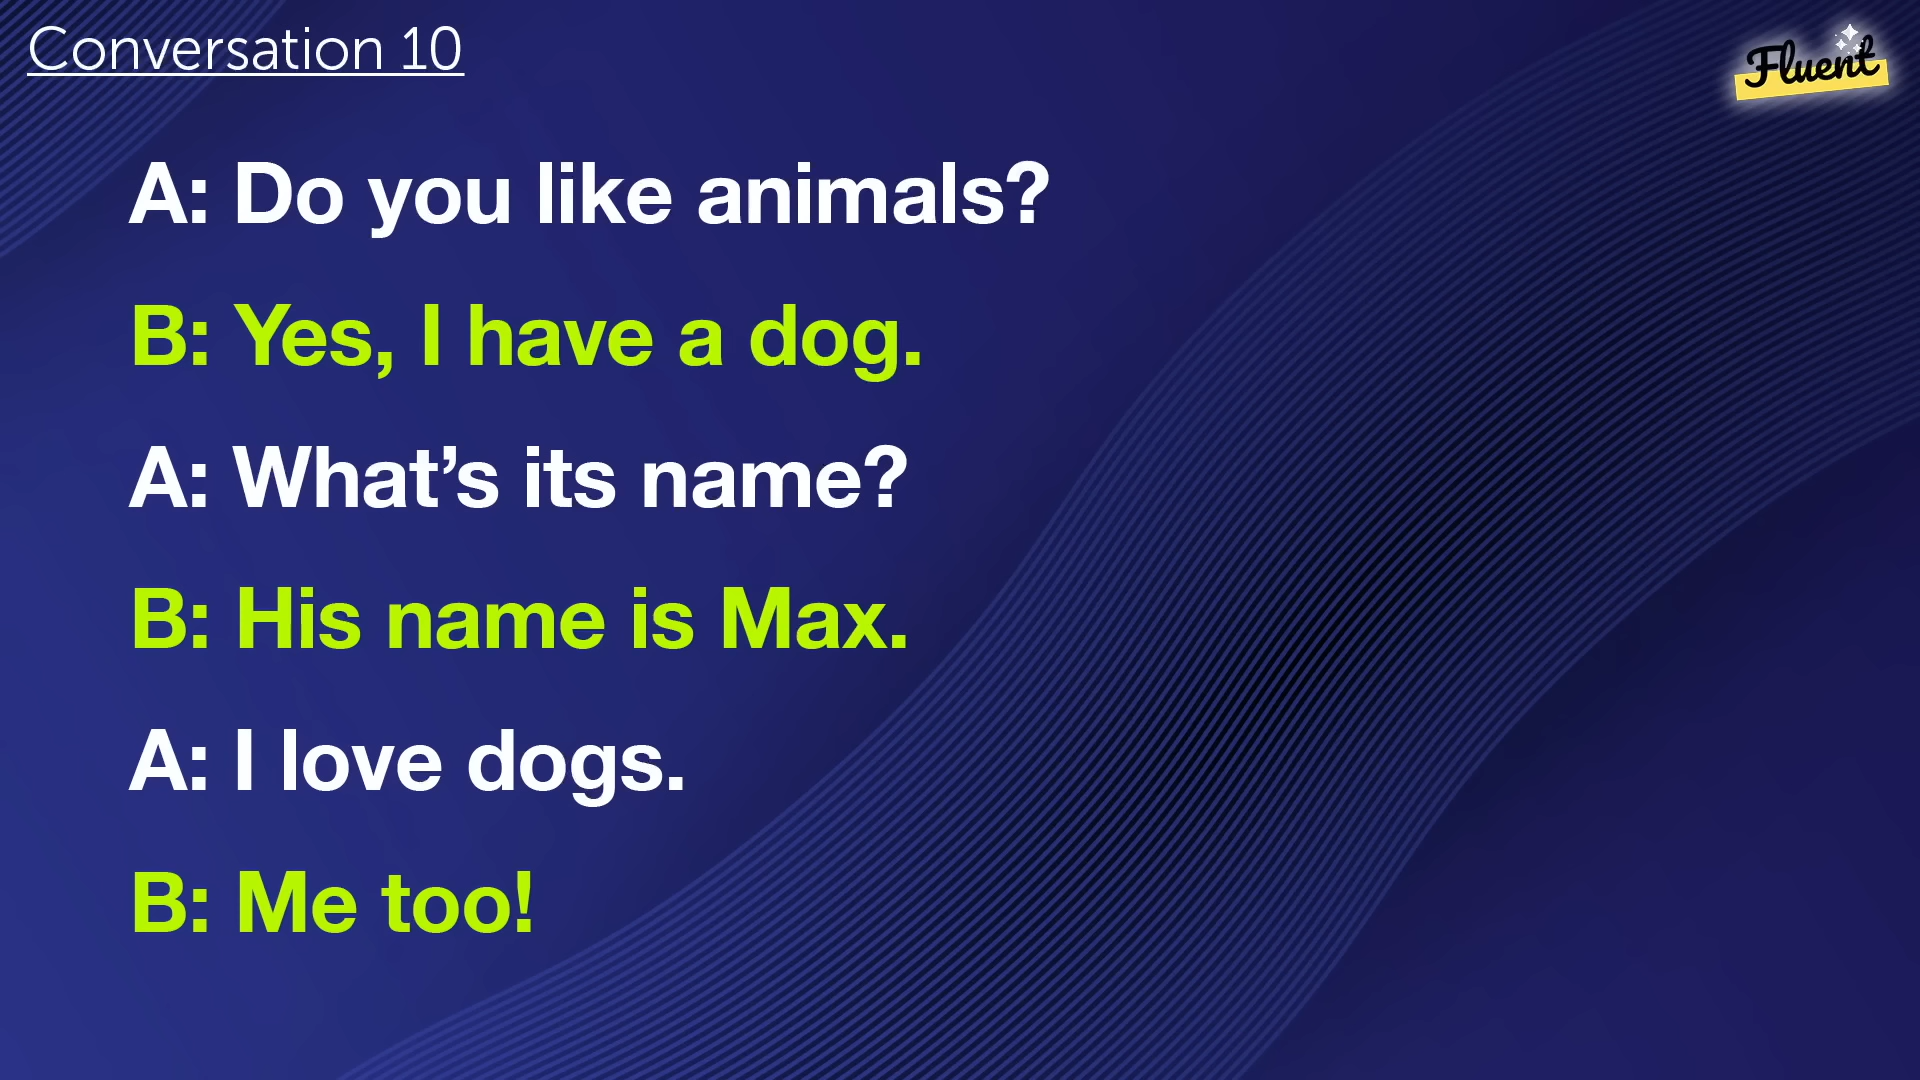 Conversation 10
Fluent
A: Do you like animals?
B: Yes, I have a dog.
A: What’s its name?
B: His name is Max.
A: I love dogs.
B: Me too!